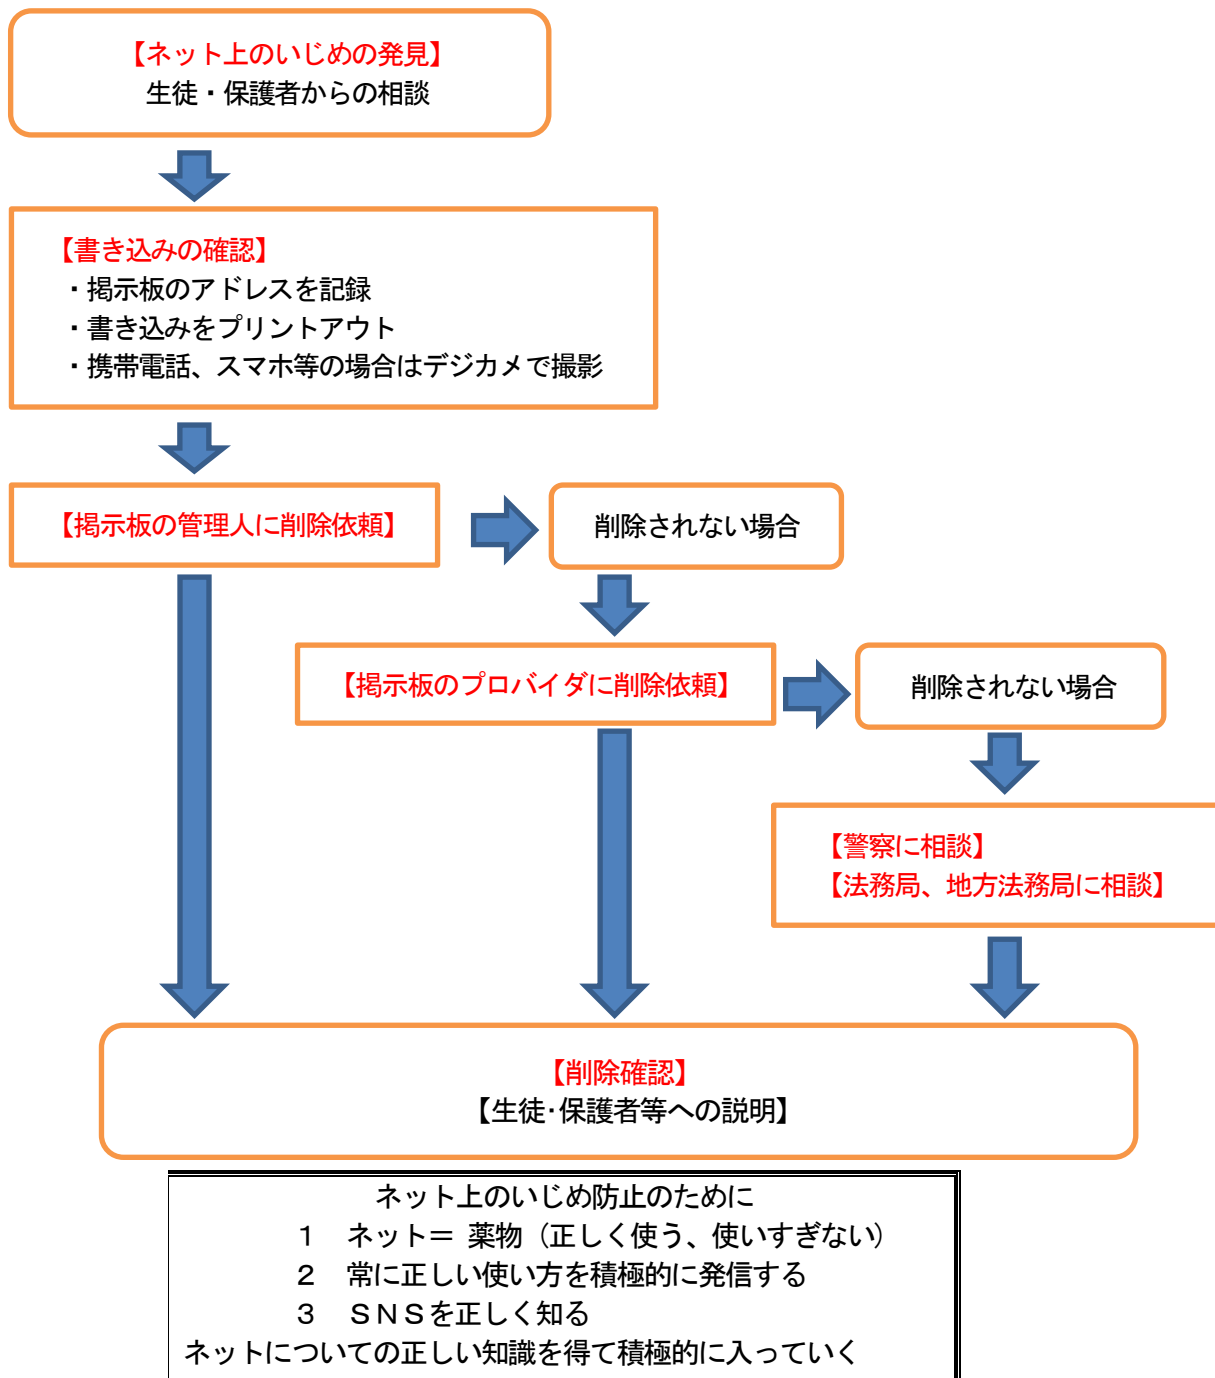 【ネット上のいじめの発見】
生徒・保護者からの相談
【書き込みの確認】
・掲示板のアドレスを記録
・書き込みをプリントアウト
・携帯電話、スマホ等の場合はデジカメで撮影
【掲示板の管理人に削除依頼】
削除されない場合
【掲示板のプロバイダに削除依頼】
削除されない場合
【警察に相談】
【法務局、地方法務局に相談】
【削除確認】
【生徒･保護者等への説明】
ネット上のいじめ防止のために
１　ネット＝ 薬物（正しく使う、使いすぎない）
２　常に正しい使い方を積極的に発信する
３　ＳＮＳを正しく知る
ネットについての正しい知識を得て積極的に入っていく